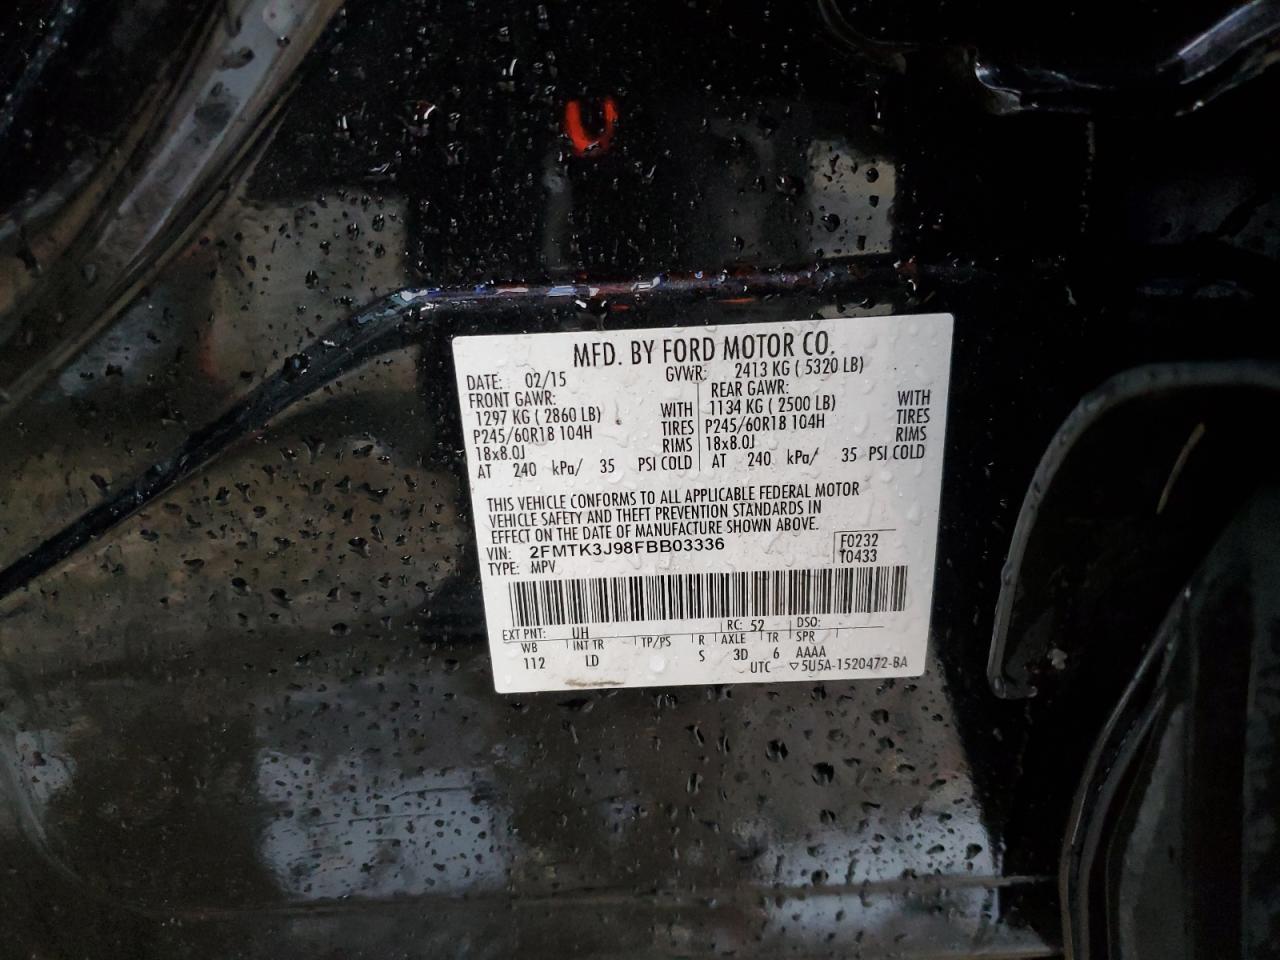 MFD. BY FORD MOTOR CO.
DATE: 02/15 GVWR: 2413 KG ( 5320 LB)
FRONT GAWR: REAR GAWR:
1297 KG ( 2860 LB) WITH 1134 KG ( 2500 LB) WITH
P245/60R18 104H TIRES P245/60R18 104H TIRES
18x8.0J RIMS 18x8.0J RIMS
AT 240 kPa/ 35 PSI COLD AT 240 kPa/ 35 PSI COLD
THIS VEHICLE CONFORMS TO ALL APPLICABLE FEDERAL MOTOR
VEHICLE SAFETY AND THEFT PREVENTION STANDARDS IN
EFFECT ON THE DATE OF MANUFACTURE SHOWN ABOVE.
VIN: 2FMTK3J98FBB03336 F0232
TYPE: MPV T0433
EXT PNT: UH RC: 52 DSO:
WB INT TR TP/PS R AXLE TR SPR
112 LD S 3D 6 AAAA
UTC ▽5U5A-1520472-BA